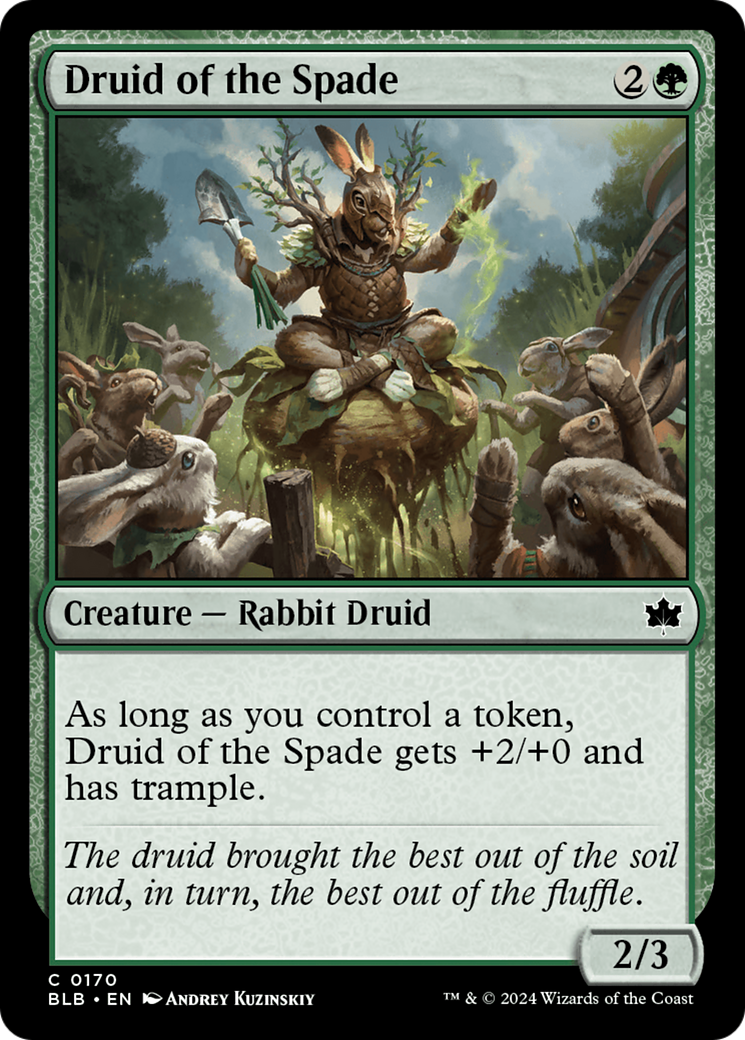 Druid of the Spade 2
Creature — Rabbit Druid
As long as you control a token,
Druid of the Spade gets +2/+0 and
has trample.
The druid brought the best out of the soil
and, in turn, the best out of the fluffle.
2/3
C 0170
BLB • EN Andrey Kuzinskiy ™ & © 2024 Wizards of the Coast